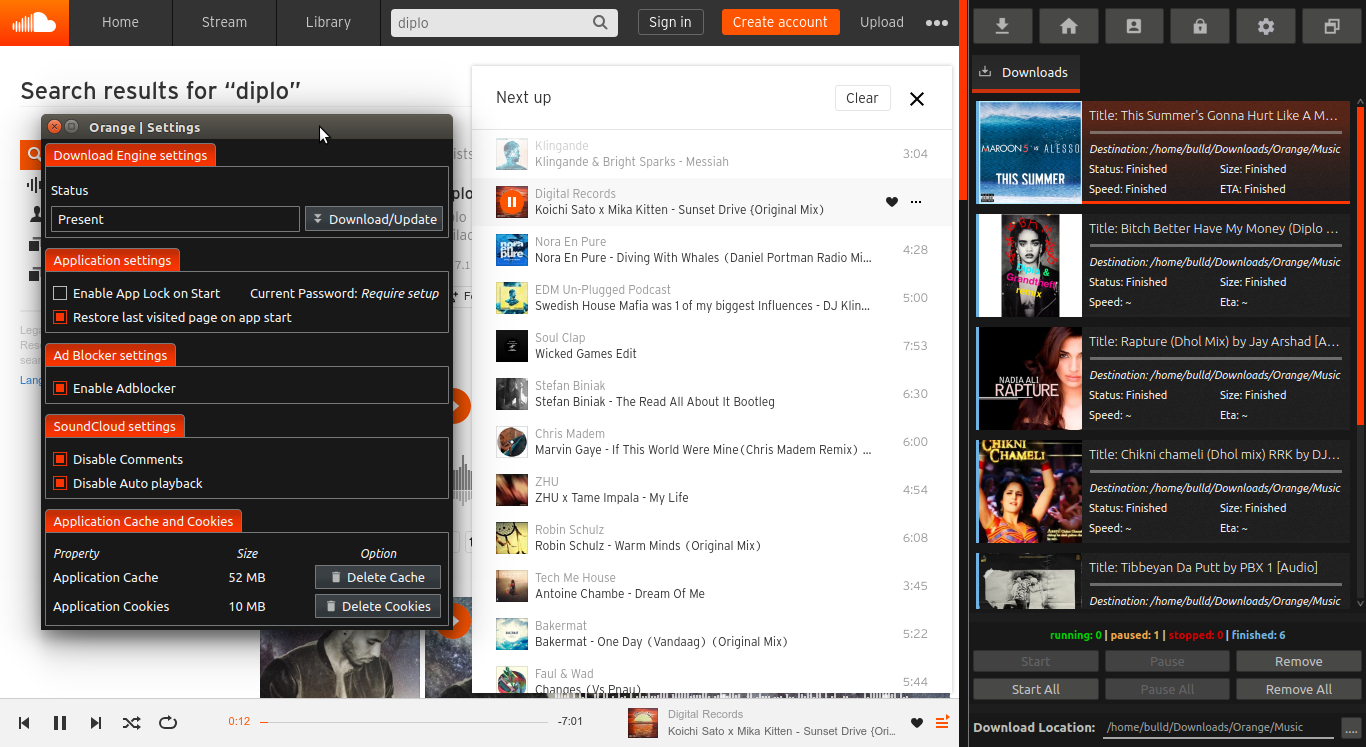 Home
Stream
Library
diplo
Sign in
Create account
Upload
Search results for “diplo”
Orange | Settings
Download Engine settings
Status
Present
Download/Update
Application settings
Enable App Lock on Start
Current Password: Require setup
Restore last visited page on app start
Ad Blocker settings
Enable Adblocker
SoundCloud settings
Disable Comments
Disable Auto playback
Application Cache and Cookies
Property Size Option
Application Cache 52 MB Delete Cache
Application Cookies 10 MB Delete Cookies
Next up
Clear
Klingande
Klingande & Bright Sparks - Messiah
3:04
Digital Records
Koichi Sato x Mika Kitten - Sunset Drive {Original Mix)
Nora En Pure
Nora En Pure - Diving With Whales (Daniel Portman Radio Mi...
4:28
EDM Un-Plugged Podcast
Swedish House Mafia was 1 of my biggest Influences - DJ Klin...
5:00
Soul Clap
Wicked Games Edit
7:53
Stefan Biniak
Stefan Biniak - The Read All About It Bootleg
6:30
Chris Madem
Marvin Gaye - If This World Were Mine(Chris Madem Remix) ...
6:00
ZHU
ZHU x Tame Impala - My Life
4:54
Robin Schulz
Robin Schulz - Warm Minds (Original Mix)
6:08
Tech Me House
Antoine Chambe - Dream Of Me
3:45
Bakermat
Bakermat - One Day (Vandaag) (Original Mix)
5:22
Faul & Wad
Changes (Vs Pnau)
5:44
0:12
-7:01
Digital Records
Koichi Sato x Mika Kitten - Sunset Drive {Ori...
Downloads
MAROON 5 vs ALESSO
THIS SUMMER
Title: This Summer's Gonna Hurt Like A M...
Destination: /home/bulld/Downloads/Orange/Music
Status: Finished Size: Finished
Speed: Finished ETA: Finished
Diplo &
Grandtheft
remix
Title: Bitch Better Have My Money (Diplo ...
Destination: /home/bulld/Downloads/Orange/Music
Status: Finished Size: Finished
Speed: ~ Eta: ~
NADIA ALI
RAPTURE
Title: Rapture (Dhol Mix) by Jay Arshad [A...
Destination: /home/bulld/Downloads/Orange/Music
Status: Finished Size: Finished
Speed: ~ Eta: ~
CHIKNI
CHAMELI
Title: Chikni chameli (Dhol mix) RRK by DJ...
Destination: /home/bulld/Downloads/Orange/Music
Status: Finished Size: Finished
Speed: ~ Eta: ~
Title: Tibbeyan Da Putt by PBX 1 [Audio]
Destination: /home/bulld/Downloads/Orange/Music
running: 0 | paused: 1 | stopped: 0 | finished: 6
Start
Pause
Remove
Start All
Pause All
Remove All
Download Location: /home/bulld/Downloads/Orange/Music ....